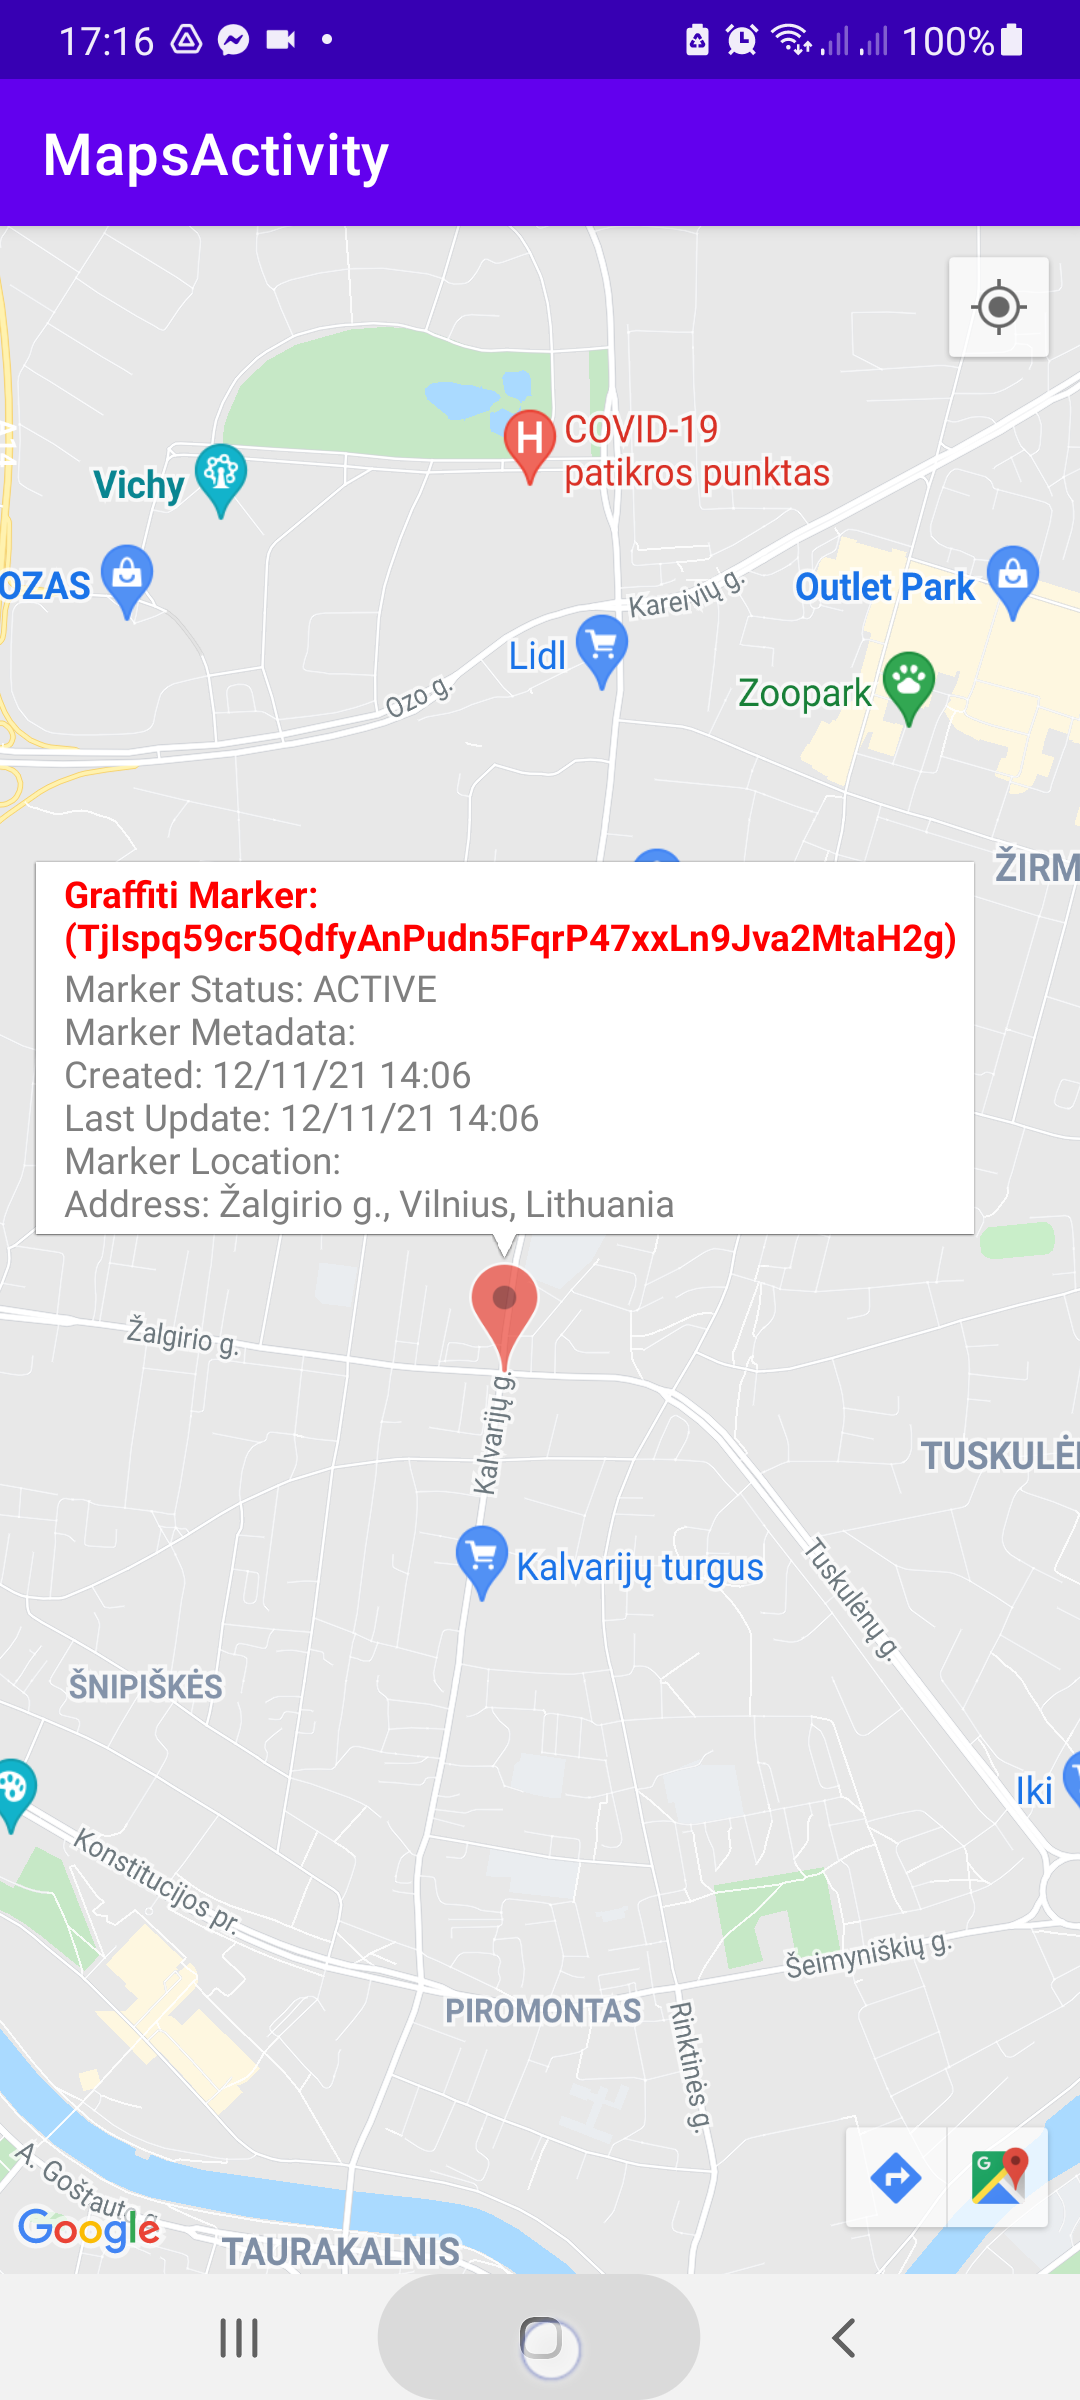 17:16 100%
MapsActivity
COVID-19
patikros punktas
Vichy
OZAS
Outlet Park
Kareivių g.
Lidl
Zoopark
Ozo g.
ŽIRM
Graffiti Marker:
(TjIspq59cr5QdfyAnPudn5FqrP47xxLn9Jva2MtaH2g)
Marker Status: ACTIVE
Marker Metadata:
Created: 12/11/21 14:06
Last Update: 12/11/21 14:06
Marker Location:
Address: Žalgirio g., Vilnius, Lithuania
Žalgirio g.
Kalvarijų g.
TUSKULĖ
Kalvarijų turgus
Tuskulėnų g.
ŠNIPIŠKĖS
Iki
Konstitucijos pr.
Šeimyniškių g.
PIROMONTAS
Rinktinės g.
A. Goštauto g.
Google
TAURAKALNIS